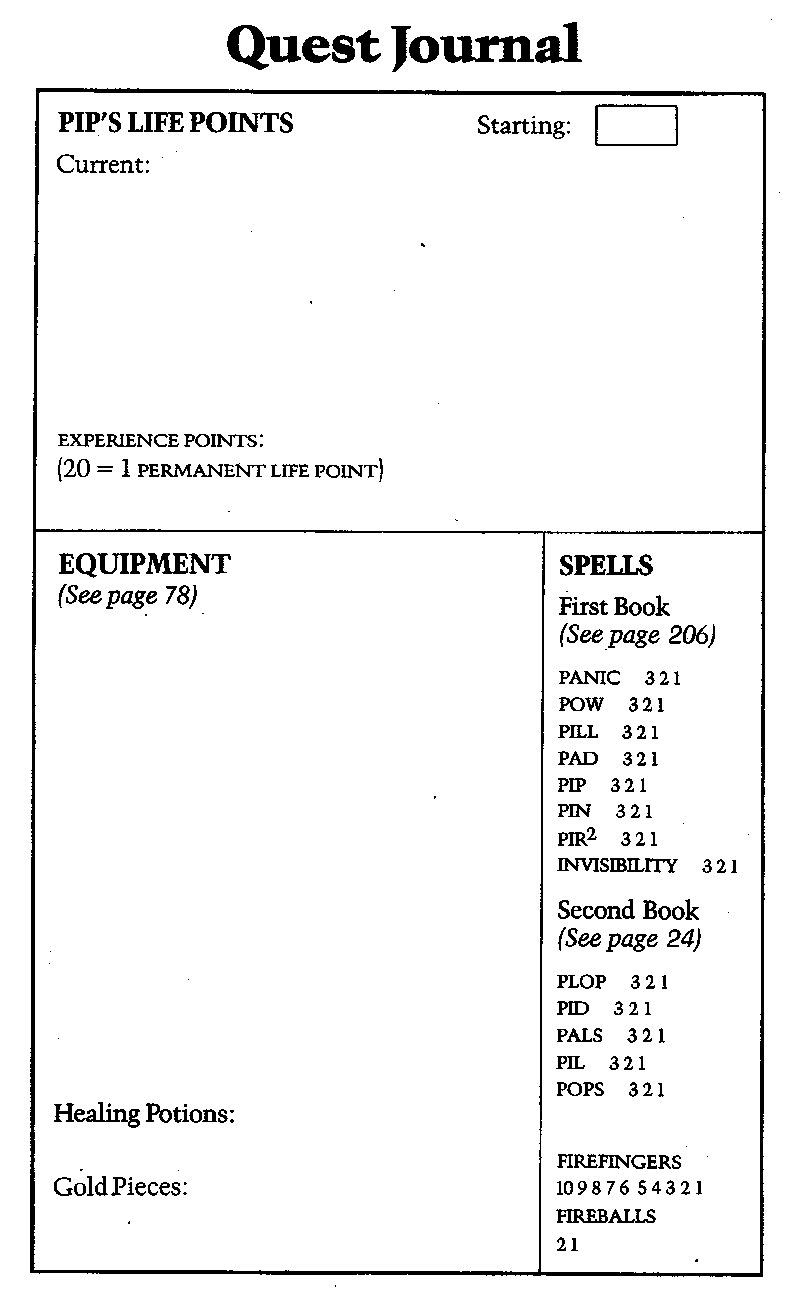 Quest Journal
PIP'S LIFE POINTS
Starting:
Current:
EXPERIENCE POINTS:
(20 = 1 PERMANENT LIFE POINT)
EQUIPMENT
(See page 78)
Healing Potions:
Gold Pieces:
SPELLS
First Book
(See page 206)
PANIC 3 2 1
POW 3 2 1
PILL 3 2 1
PAD 3 2 1
PIP 3 2 1
PIN 3 2 1
PIR² 3 2 1
INVISIBILITY 3 2 1
Second Book
(See page 24)
PLOP 3 2 1
PID 3 2 1
PALS 3 2 1
PIL 3 2 1
POPS 3 2 1
FIREFINGERS
10 9 8 7 6 5 4 3 2 1
FIREBALLS
2 1